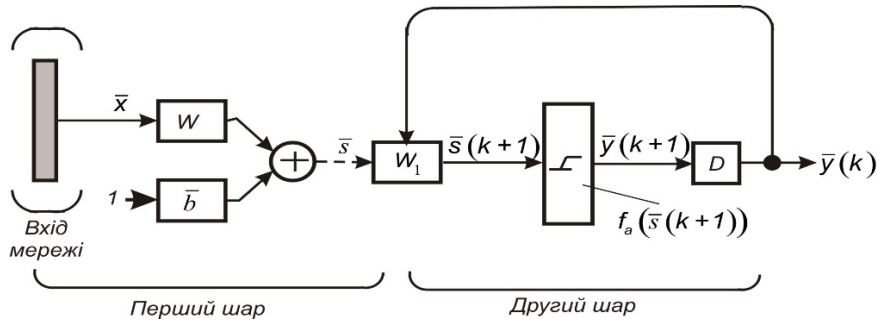 x̅
W
1
b̅
s̅
W₁
s̅(k+1)
y̅(k+1)
D
y̅(k)
fₐ(s̅(k+1))
Вхід
мережі
Перший шар
Другий шар